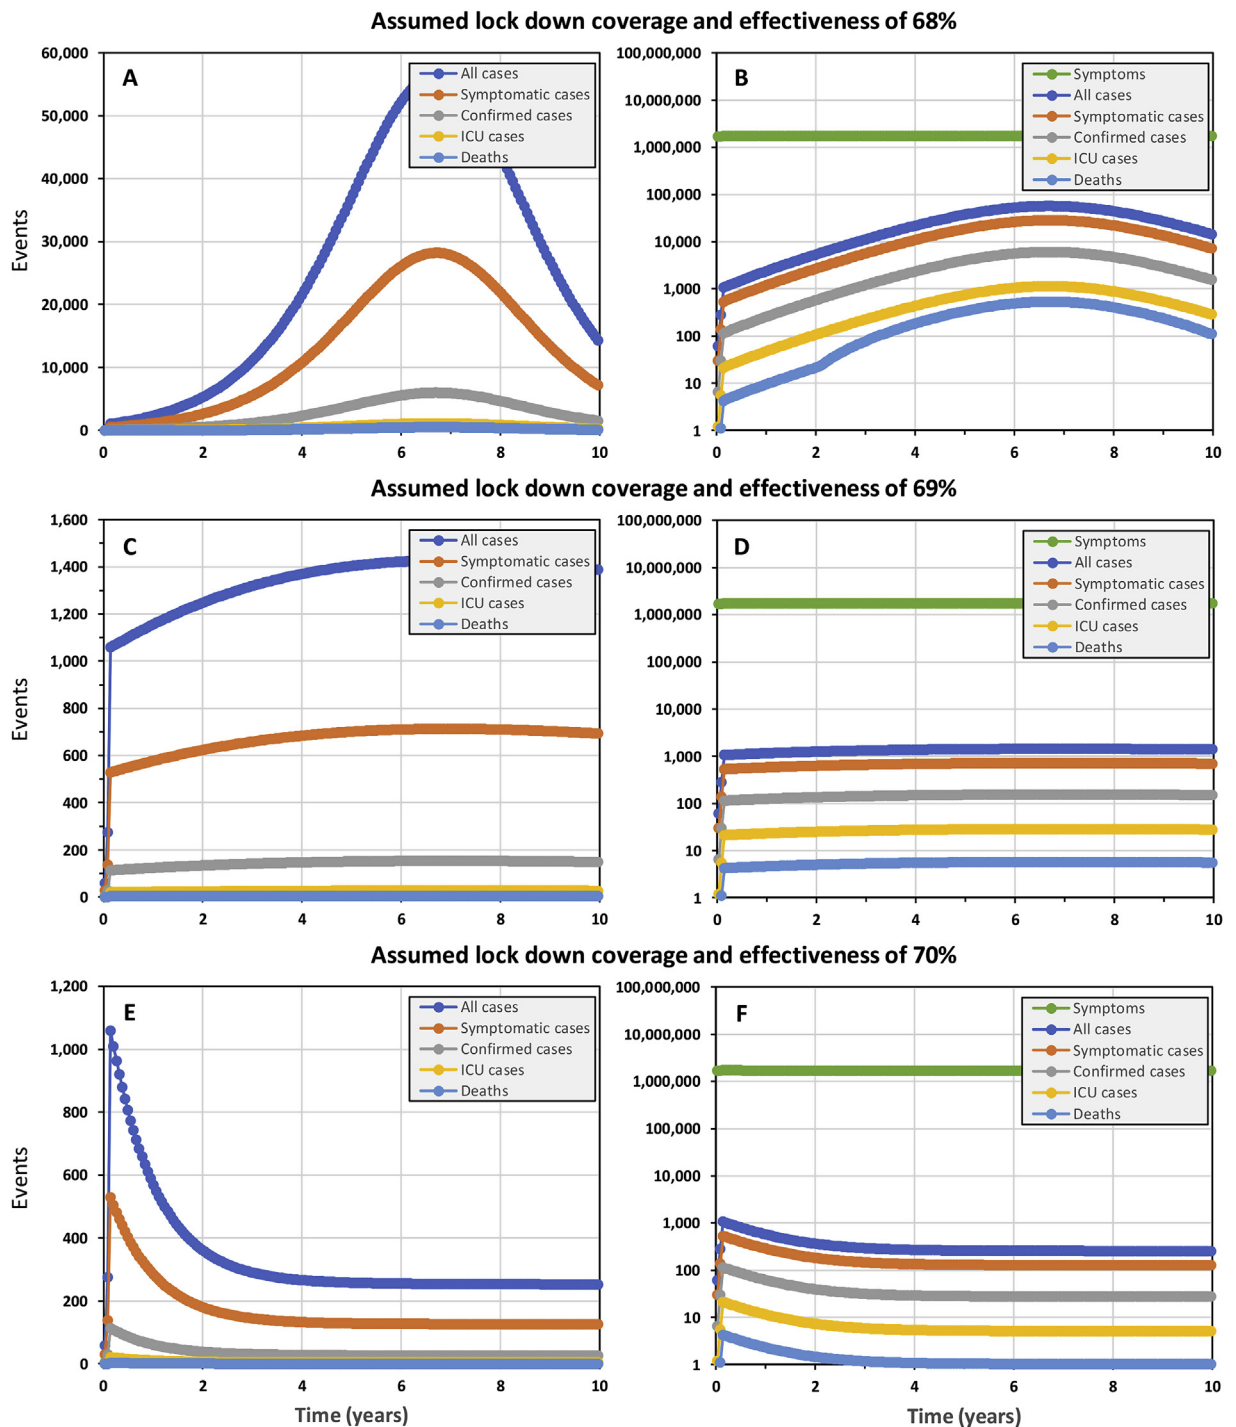 Assumed lock down coverage and effectiveness of 68%
A
60,000
50,000
40,000
30,000
20,000
10,000
0
Events
All cases
Symptomatic cases
Confirmed cases
ICU cases
Deaths
0 2 4 6 8 10
B
100,000,000
10,000,000
1,000,000
100,000
10,000
1,000
100
10
1
Symptoms
All cases
Symptomatic cases
Confirmed cases
ICU cases
Deaths
0 2 4 6 8 10
Assumed lock down coverage and effectiveness of 69%
C
1,600
1,400
1,200
1,000
800
600
400
200
0
Events
All cases
Symptomatic cases
Confirmed cases
ICU cases
Deaths
0 2 4 6 8 10
D
100,000,000
10,000,000
1,000,000
100,000
10,000
1,000
100
10
1
Symptoms
All cases
Symptomatic cases
Confirmed cases
ICU cases
Deaths
0 2 4 6 8 10
Assumed lock down coverage and effectiveness of 70%
E
1,200
1,000
800
600
400
200
0
Events
All cases
Symptomatic cases
Confirmed cases
ICU cases
Deaths
0 2 4 6 8 10
Time (years)
F
100,000,000
10,000,000
1,000,000
100,000
10,000
1,000
100
10
1
Symptoms
All cases
Symptomatic cases
Confirmed cases
ICU cases
Deaths
0 2 4 6 8 10
Time (years)